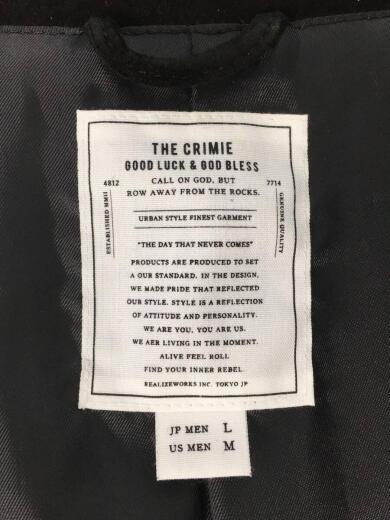 THE CRIMIE
GOOD LUCK & GOD BLESS
4812
CALL ON GOD, BUT
7714
ROW AWAY FROM THE ROCKS.
ESTABLISHED MMII
URBAN STYLE FINEST GARMENT
GENUINE QUALITY
"THE DAY THAT NEVER COMES"
PRODUCTS ARE PRODUCED TO SET
A OUR STANDARD. IN THE DESIGN,
WE MADE PRIDE THAT REFLECTED
OUR STYLE. STYLE IS A REFLECTION
OF ATTITUDE AND PERSONALITY.
WE ARE YOU, YOU ARE US.
WE AER LIVING IN THE MOMENT.
ALIVE FEEL ROLL
FIND YOUR INNER REBEL.
REALIZEWORKS INC. TOKYO JP
JP MEN L
US MEN M